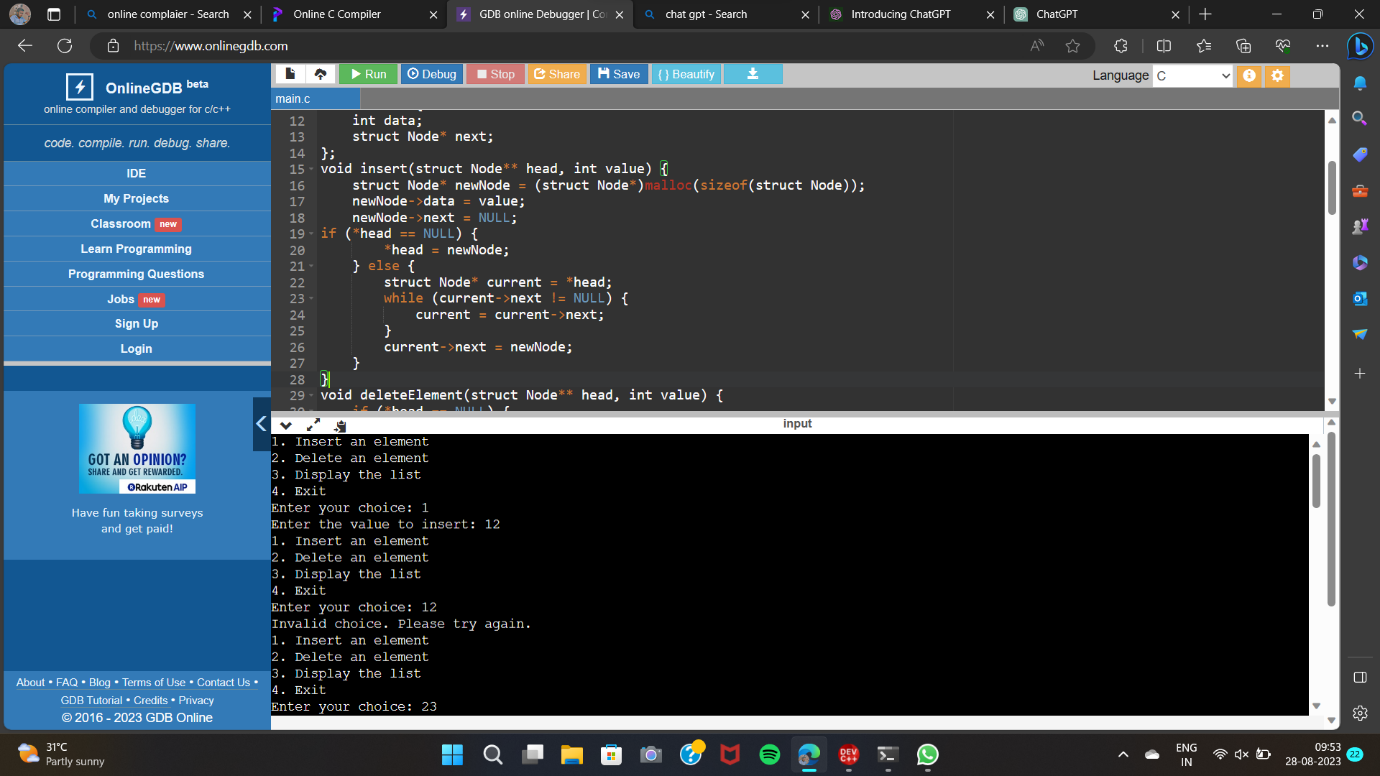 online complaier - Search
Online C Compiler
GDB online Debugger | Co
chat gpt - Search
Introducing ChatGPT
ChatGPT
https://www.onlinegdb.com
OnlineGDB beta
online compiler and debugger for c/c++
code. compile. run. debug. share.
IDE
My Projects
Classroom new
Learn Programming
Programming Questions
Jobs new
Sign Up
Login
GOT AN OPINION?
SHARE AND GET REWARDED.
Rakuten AIP
Have fun taking surveys
and get paid!
About • FAQ • Blog • Terms of Use • Contact Us •
GDB Tutorial • Credits • Privacy
© 2016 - 2023 GDB Online
Run Debug Stop Share Save { } Beautify
Language C
main.c
12 int data;
13 struct Node* next;
14 };
15 void insert(struct Node** head, int value) {
16 struct Node* newNode = (struct Node*)malloc(sizeof(struct Node));
17 newNode->data = value;
18 newNode->next = NULL;
19 if (*head == NULL) {
20 *head = newNode;
21 } else {
22 struct Node* current = *head;
23 while (current->next != NULL) {
24 current = current->next;
25 }
26 current->next = newNode;
27 }
28 }
29 void deleteElement(struct Node** head, int value) {
30 if (*head == NULL) {
input
1. Insert an element
2. Delete an element
3. Display the list
4. Exit
Enter your choice: 1
Enter the value to insert: 12
1. Insert an element
2. Delete an element
3. Display the list
4. Exit
Enter your choice: 12
Invalid choice. Please try again.
1. Insert an element
2. Delete an element
3. Display the list
4. Exit
Enter your choice: 23
31°C
Partly sunny
DEV
C++
ENG
IN
09:53
28-08-2023
22